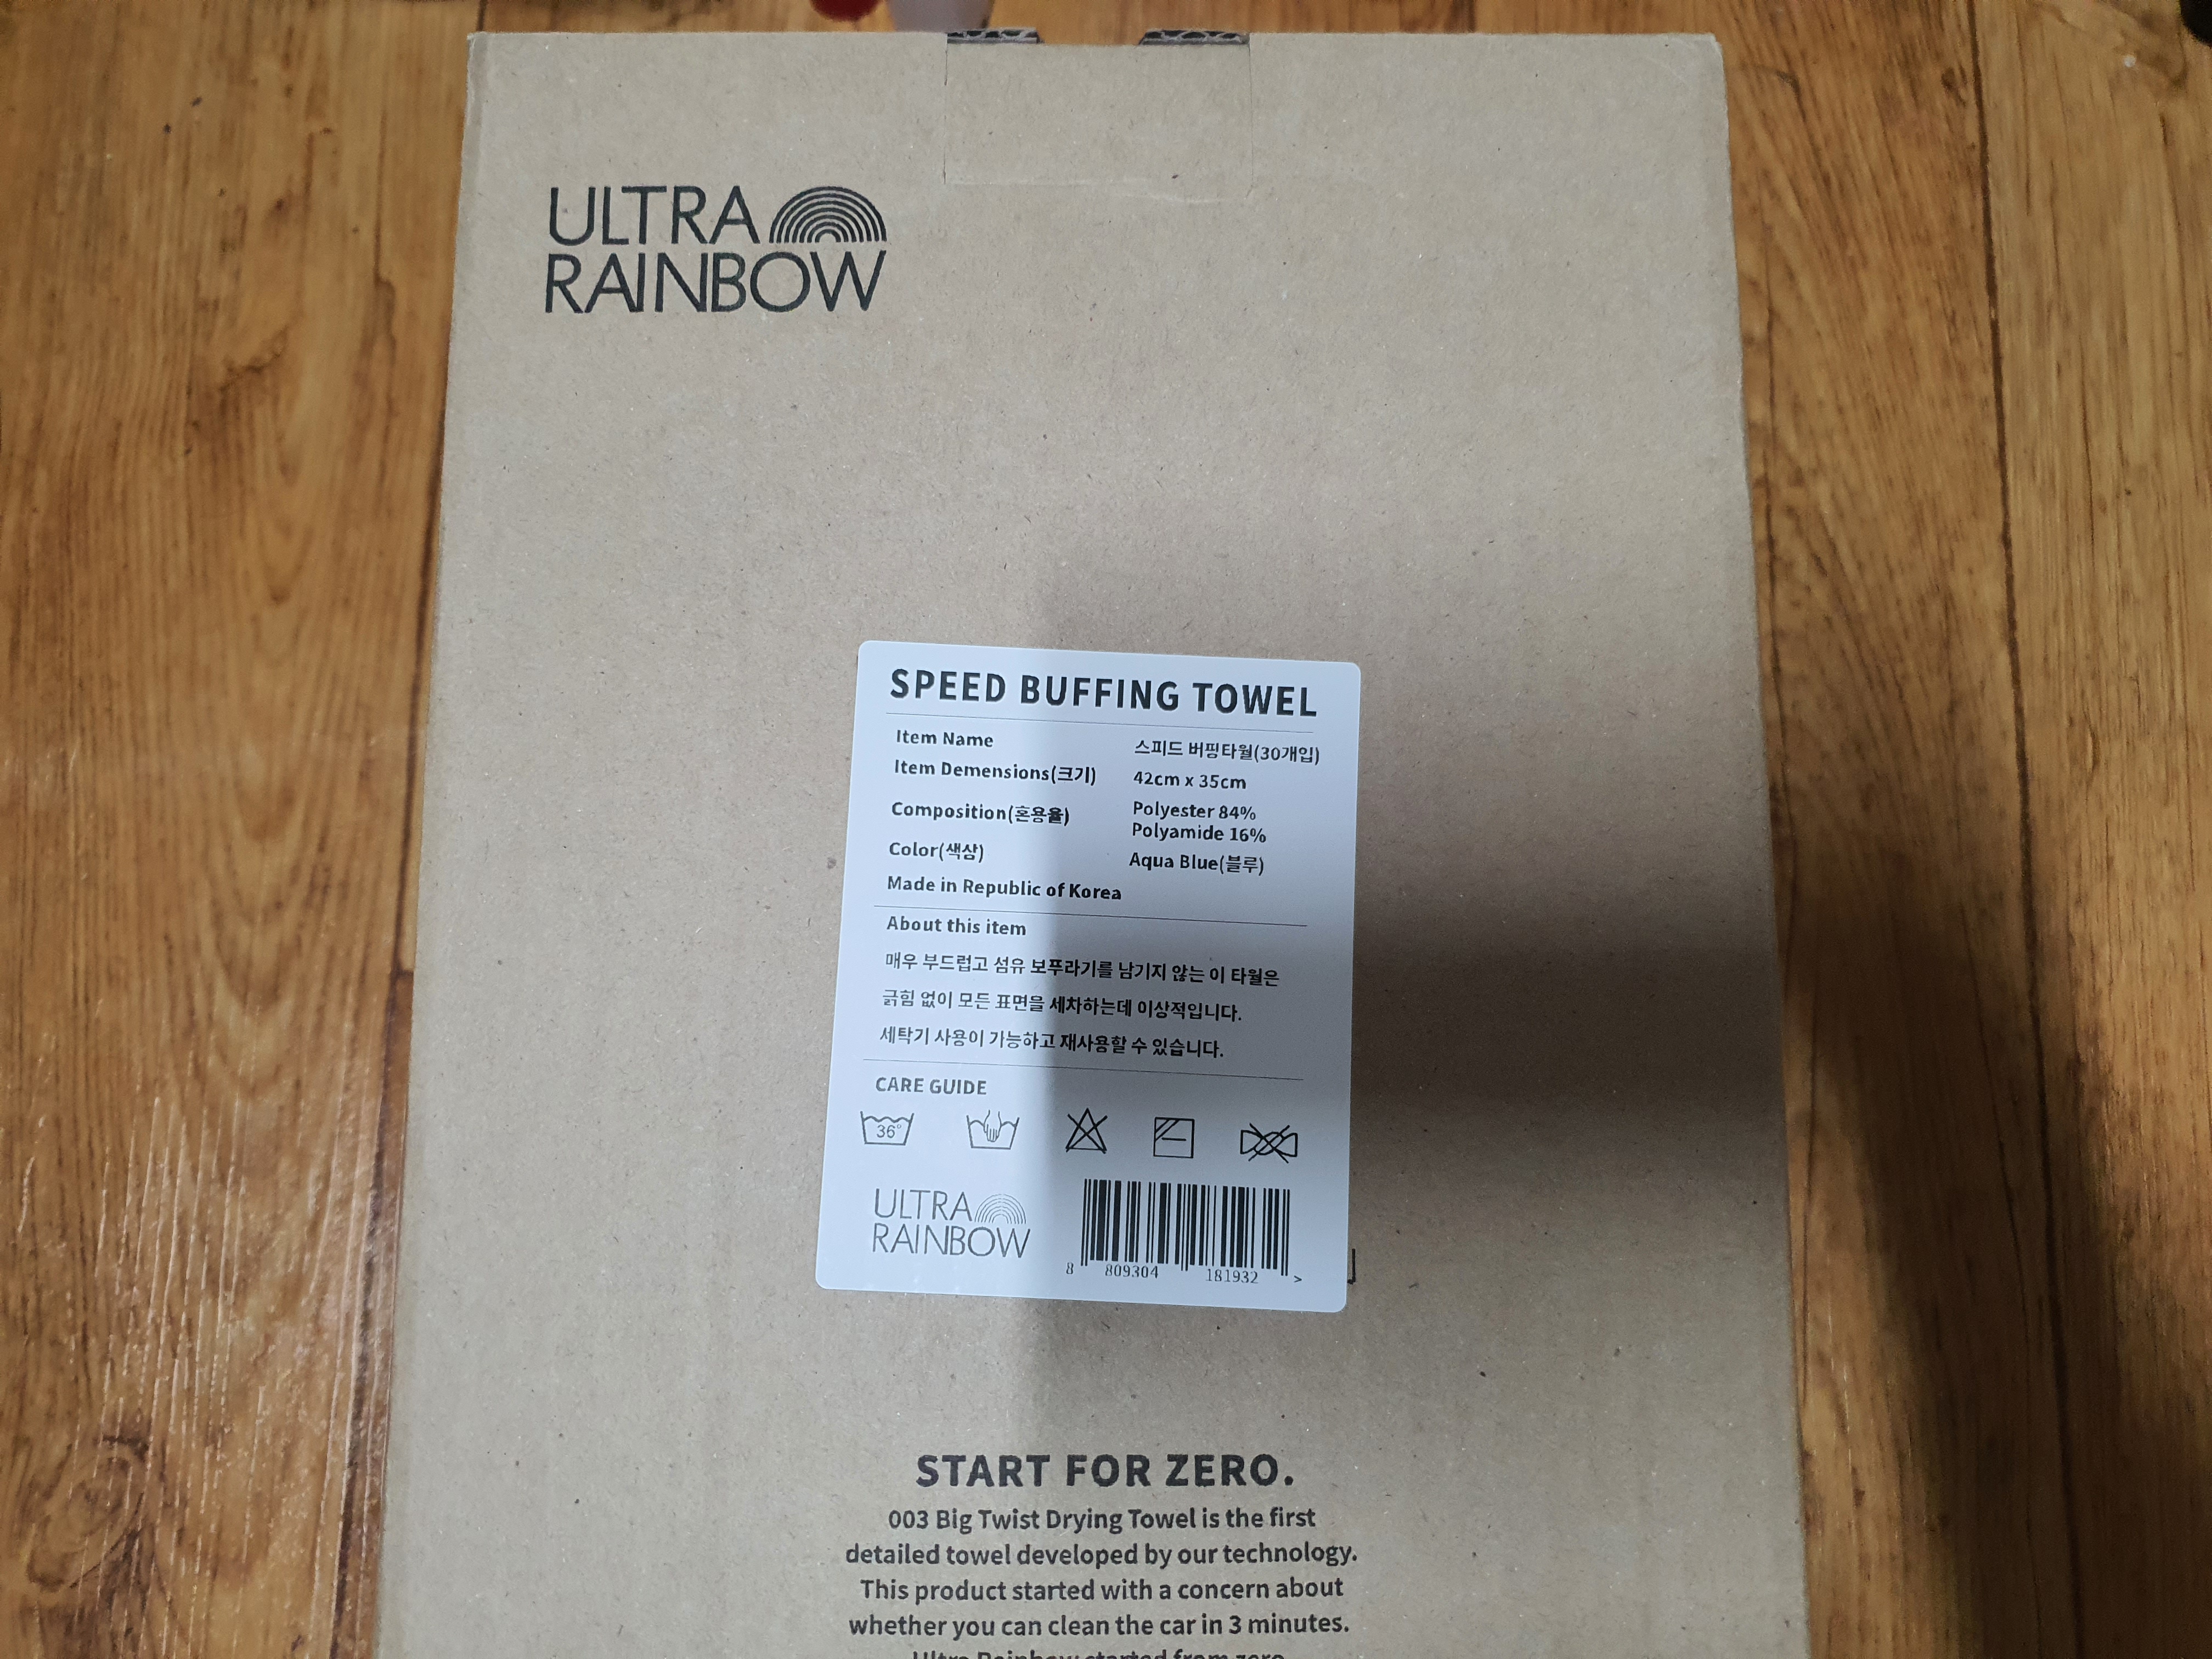 ULTRA
RAINBOW
SPEED BUFFING TOWEL
Item Name 스피드 버핑타월(30개입)
Item Demensions(크기) 42cm x 35cm
Composition(혼용율) Polyester 84%
Polyamide 16%
Color(색상) Aqua Blue(블루)
Made in Republic of Korea
About this item
매우 부드럽고 섬유 보푸라기를 남기지 않는 이 타월은
긁힘 없이 모든 표면을 세차하는데 이상적입니다.
세탁기 사용이 가능하고 재사용할 수 있습니다.
CARE GUIDE
36°
ULTRA
RAINBOW
8 809304 181932 >
START FOR ZERO.
003 Big Twist Drying Towel is the first
detailed towel developed by our technology.
This product started with a concern about
whether you can clean the car in 3 minutes.
Ultra Rainbow started from zero